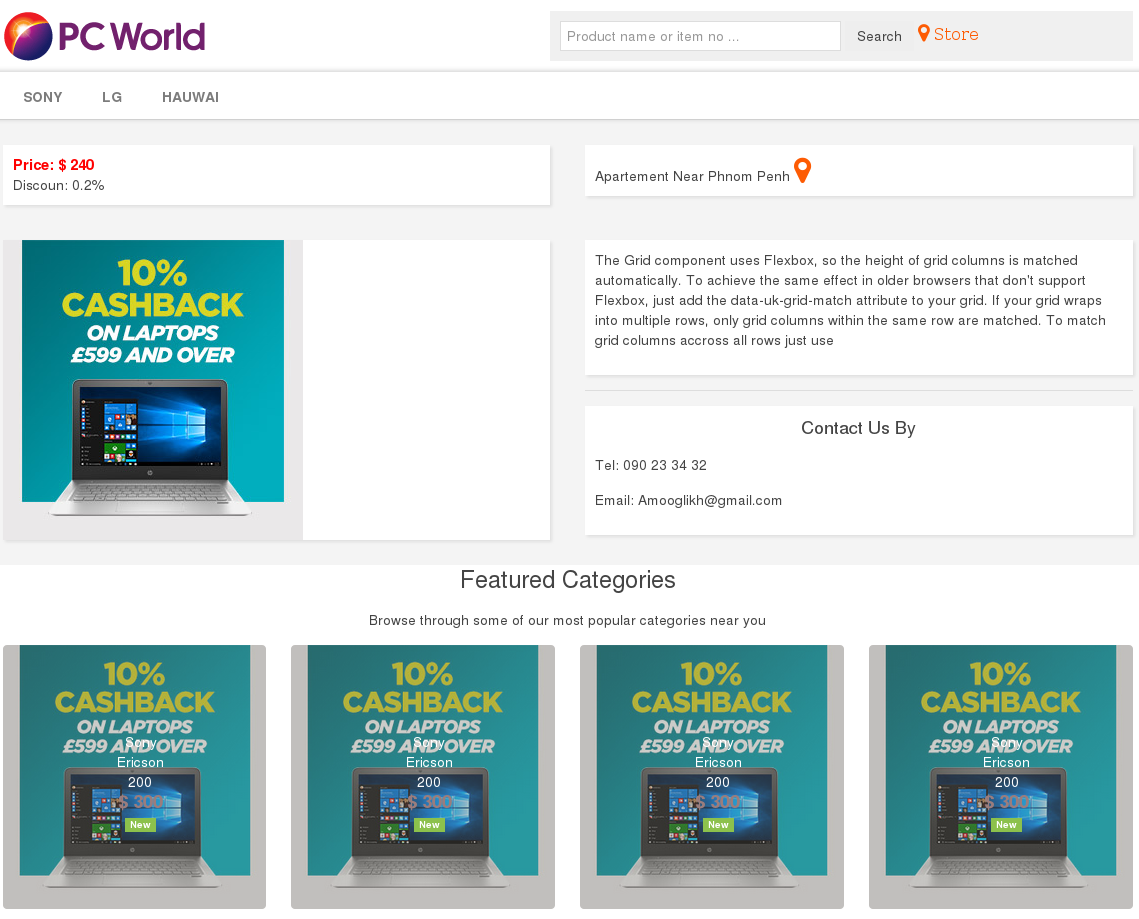 PC World
Product name or item no ...
Search
Store
SONY
LG
HAUWAI
Price: $ 240
Discoun: 0.2%
Apartement Near Phnom Penh
10%
CASHBACK
ON LAPTOPS
£599 AND OVER
The Grid component uses Flexbox, so the height of grid columns is matched
automatically. To achieve the same effect in older browsers that don't support
Flexbox, just add the data-uk-grid-match attribute to your grid. If your grid wraps
into multiple rows, only grid columns within the same row are matched. To match
grid columns accross all rows just use
Contact Us By
Tel: 090 23 34 32
Email: Amooglikh@gmail.com
Featured Categories
Browse through some of our most popular categories near you
10%
CASHBACK
ON LAPTOPS
£599 AND OVER
Sony
Ericson
200
$ 300
New
10%
CASHBACK
ON LAPTOPS
£599 AND OVER
Sony
Ericson
200
$ 300
New
10%
CASHBACK
ON LAPTOPS
£599 AND OVER
Sony
Ericson
200
$ 300
New
10%
CASHBACK
ON LAPTOPS
£599 AND OVER
Sony
Ericson
200
$ 300
New